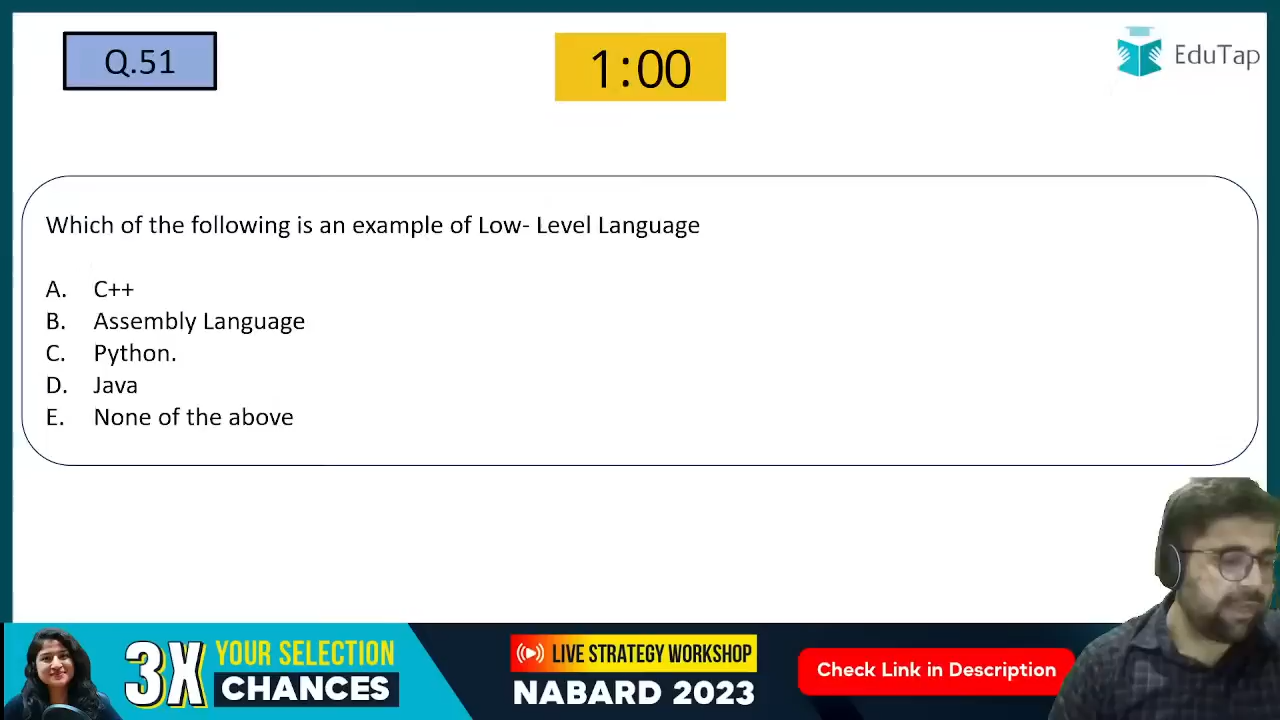 Q.51
1:00
EduTap
Which of the following is an example of Low- Level Language
A. C++
B. Assembly Language
C. Python.
D. Java
E. None of the above
3X YOUR SELECTION
CHANCES
LIVE STRATEGY WORKSHOP
NABARD 2023
Check Link in Description